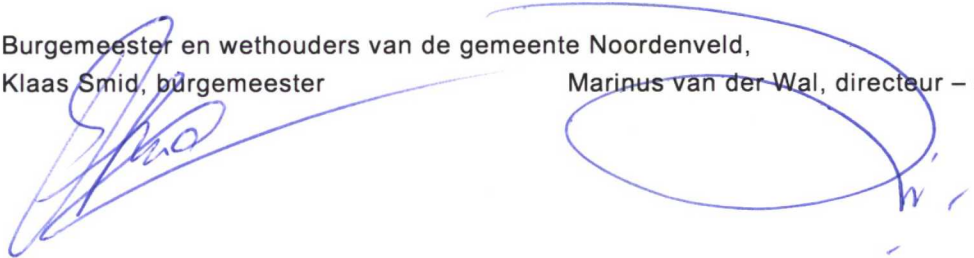 Burgemeester en wethouders van de gemeente Noordenveld,
Klaas Smid, burgemeester Marinus van der Wal, directeur –